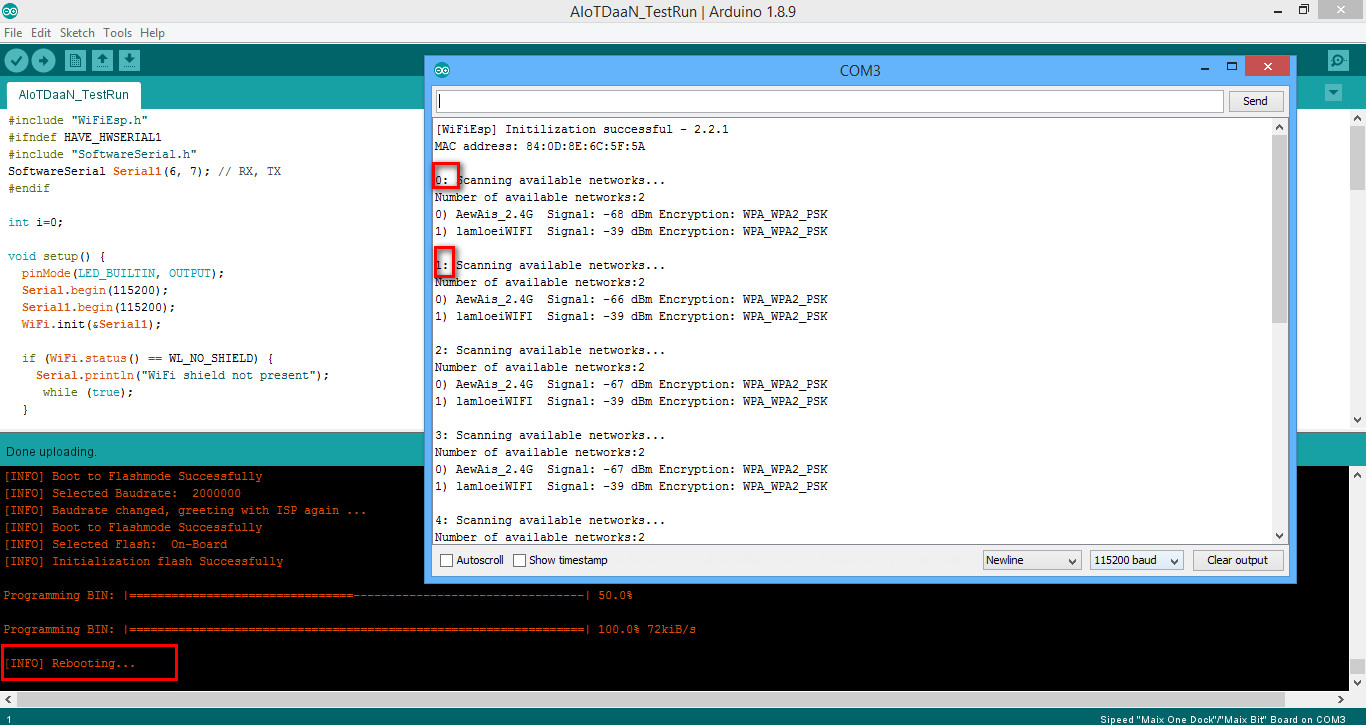 AIoTDaaN_TestRun | Arduino 1.8.9
File Edit Sketch Tools Help
AIoTDaaN_TestRun
#include "WiFiEsp.h"
#ifndef HAVE_HWSERIAL1
#include "SoftwareSerial.h"
SoftwareSerial Serial1(6, 7); // RX, TX
#endif
int i=0;
void setup() {
pinMode(LED_BUILTIN, OUTPUT);
Serial.begin(115200);
Serial1.begin(115200);
WiFi.init(&Serial1);
if (WiFi.status() == WL_NO_SHIELD) {
Serial.println("WiFi shield not present");
while (true);
}
COM3
Send
[WiFiEsp] Initilization successful - 2.2.1
MAC address: 84:0D:8E:6C:5F:5A
0: Scanning available networks...
Number of available networks:2
0) AewAis_2.4G  Signal: -68 dBm Encryption: WPA_WPA2_PSK
1) lamloeiWIFI  Signal: -39 dBm Encryption: WPA_WPA2_PSK
1: Scanning available networks...
Number of available networks:2
0) AewAis_2.4G  Signal: -66 dBm Encryption: WPA_WPA2_PSK
1) lamloeiWIFI  Signal: -39 dBm Encryption: WPA_WPA2_PSK
2: Scanning available networks...
Number of available networks:2
0) AewAis_2.4G  Signal: -67 dBm Encryption: WPA_WPA2_PSK
1) lamloeiWIFI  Signal: -39 dBm Encryption: WPA_WPA2_PSK
3: Scanning available networks...
Number of available networks:2
0) AewAis_2.4G  Signal: -67 dBm Encryption: WPA_WPA2_PSK
1) lamloeiWIFI  Signal: -39 dBm Encryption: WPA_WPA2_PSK
4: Scanning available networks...
Number of available networks:2
Autoscroll Show timestamp Newline 115200 baud Clear output
Done uploading.
[INFO] Boot to Flashmode Successfully
[INFO] Selected Baudrate:  2000000
[INFO] Baudrate changed, greeting with ISP again ...
[INFO] Boot to Flashmode Successfully
[INFO] Selected Flash:  On-Board
[INFO] Initialization flash Successfully
Programming BIN: |================================---------------------------------| 50.0%
Programming BIN: |=================================================================| 100.0% 72kiB/s
[INFO] Rebooting...
1 Sipeed "Maix One Dock"/"Maix Bit" Board on COM3